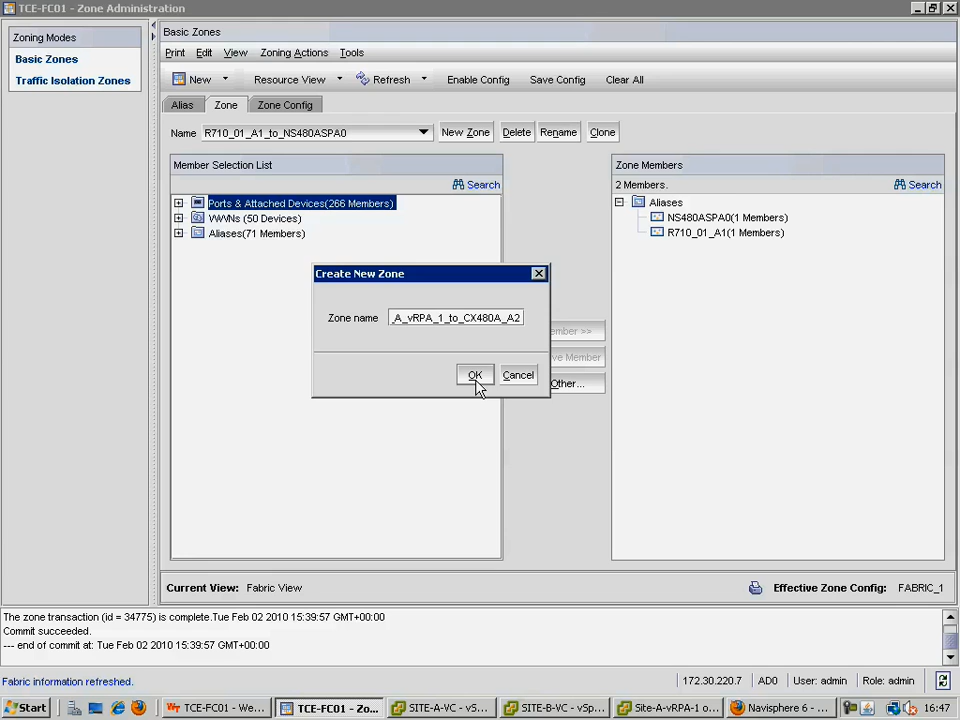 TCE-FC01 - Zone Administration
Zoning Modes
Basic Zones
Traffic Isolation Zones
Basic Zones
Print Edit View Zoning Actions Tools
New Resource View Refresh Enable Config Save Config Clear All
Alias Zone Zone Config
Name R710_01_A1_to_NS480ASPA0 New Zone Delete Rename Clone
Member Selection List
Search
Ports & Attached Devices(266 Members)
WWNs (50 Devices)
Aliases(71 Members)
Zone Members
2 Members. Search
Aliases
NS480ASPA0(1 Members)
R710_01_A1(1 Members)
Create New Zone
Zone name _A_vRPA_1_to_CX480A_A2
OK Cancel
ember >>
ve Member
Other...
Current View: Fabric View Effective Zone Config: FABRIC_1
The zone transaction (id = 34775) is complete.Tue Feb 02 2010 15:39:57 GMT+00:00
Commit succeeded.
--- end of commit at: Tue Feb 02 2010 15:39:57 GMT+00:00
Fabric information refreshed. 172.30.220.7 AD0 User: admin Role: admin
Start TCE-FC01 - We... TCE-FC01 - Zo... SITE-A-VC - vS... SITE-B-VC - vSp... Site-A-vRPA-1 o... Navisphere 6 - ... 16:47